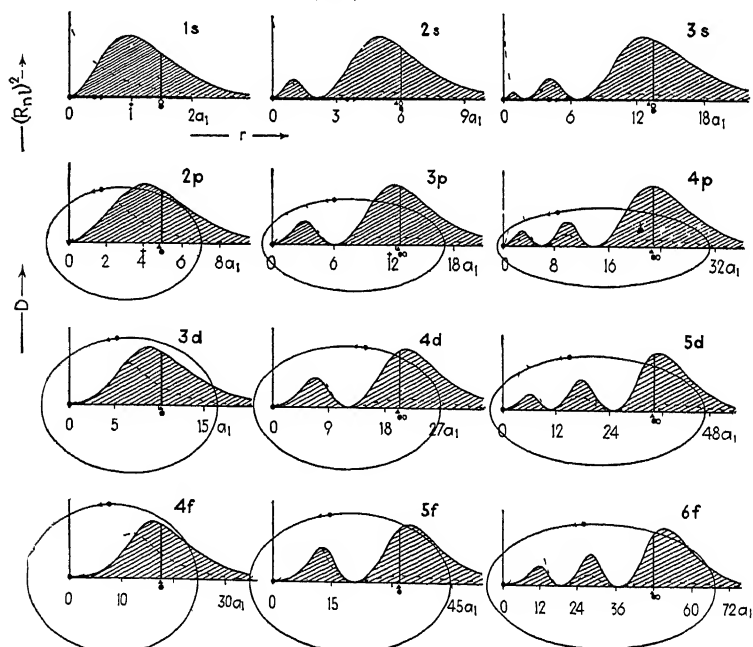 1s 2s 3s
(Rnl)²
0 1 2a₁ 0 3 6 9a₁ 0 6 12 18a₁
r
2p 3p 4p
0 2 4 6 8a₁ 0 6 12 18a₁ 0 8 32a₁
D
3d 4d 5d
0 5 15 a₁ 0 9 18 27a₁ 0 12 24 48a₁
4f 5f 6f
0 10 30a₁ 0 15 45a₁ 0 12 24 36 60 72a₁